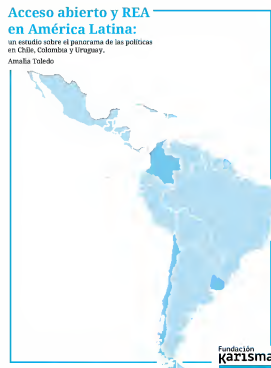 Acceso abierto y REA
en América Latina:
un estudio sobre el panorama de las políticas
en Chile, Colombia y Uruguay.
Amalia Toledo
Fundación
Karisma